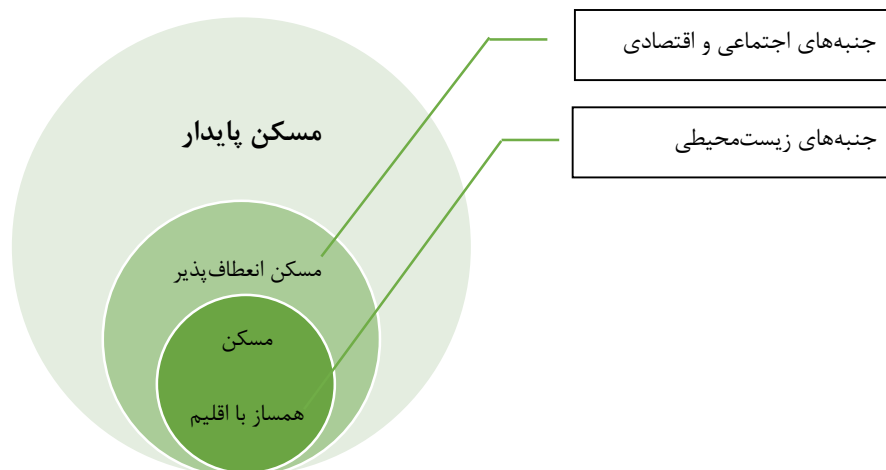 جنبه‌های اجتماعی و اقتصادی
جنبه‌های زیست‌محیطی
مسکن پایدار
مسکن انعطاف‌پذیر
مسکن
همساز با اقلیم